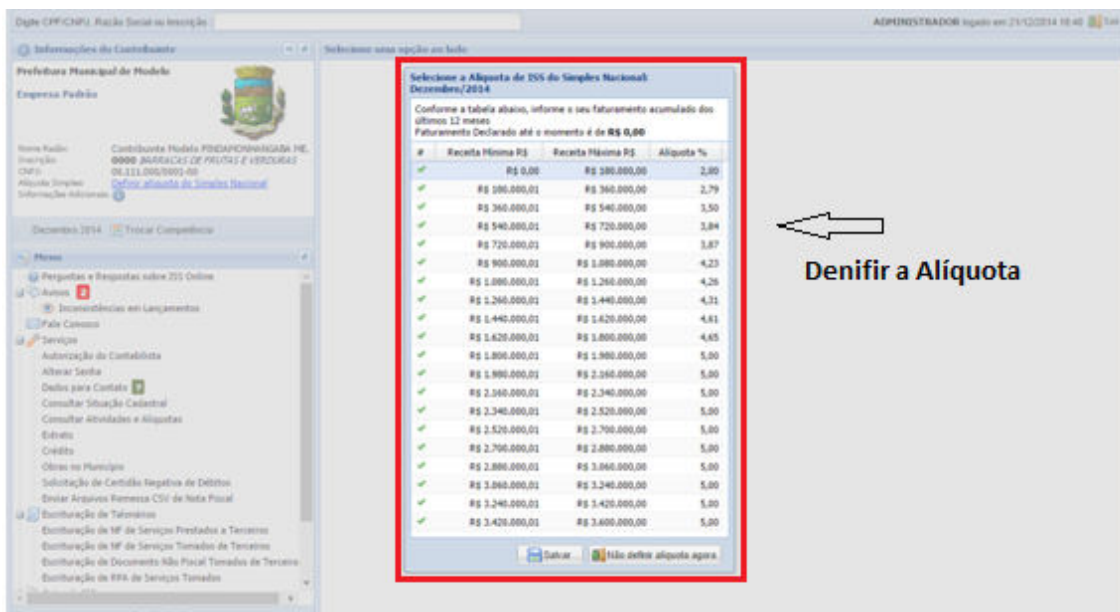 Digite CPF/CNPJ, Razão Social ou Inscrição
ADMINISTRADOR logado em 21/12/2014 18:40
Informações do Contribuinte
Selecione uma opção ao lado
Prefeitura Municipal de Modelo
Empresa Padrão
Nome Razão: Contribuinte Modelo PINDAMONHANGABA ME.
Inscrição: 0000 BARRACAS DE FRUTAS E VERDURAS
CNPJ: 00.111.000/0001-00
Alíquota Simples: Definir alíquota do Simples Nacional
Informações Adicionais:
Dezembro 2014 Trocar Competência
Menu
Perguntas e Respostas sobre ISS Online
Avisos 2
Inconsistências em Lançamentos
Fale Conosco
Serviços
Autorização do Contabilista
Alterar Senha
Dados para Contato
Consultar Situação Cadastral
Consultar Atividades e Alíquotas
Extrato
Crédito
Obras no Município
Solicitação de Certidão Negativa de Débitos
Enviar Arquivos Remessa CSV de Nota Fiscal
Escrituração de Talonários
Escrituração de NF de Serviços Prestados a Terceiros
Escrituração de NF de Serviços Tomados de Terceiros
Escrituração de Documento Não Fiscal Tomados de Terceiro
Escrituração de RPA de Serviços Tomados
Selecione a Alíquota de ISS do Simples Nacional:
Dezembro/2014
Conforme a tabela abaixo, informe o seu faturamento acumulado dos
últimos 12 meses
Faturamento Declarado até o momento é de R$ 0,00
# Receita Mínima R$ Receita Máxima R$ Alíquota %
R$ 0,00 R$ 180.000,00 2,00
R$ 180.000,01 R$ 360.000,00 2,79
R$ 360.000,01 R$ 540.000,00 3,50
R$ 540.000,01 R$ 720.000,00 3,84
R$ 720.000,01 R$ 900.000,00 3,87
R$ 900.000,01 R$ 1.080.000,00 4,23
R$ 1.080.000,01 R$ 1.260.000,00 4,26
R$ 1.260.000,01 R$ 1.440.000,00 4,31
R$ 1.440.000,01 R$ 1.620.000,00 4,61
R$ 1.620.000,01 R$ 1.800.000,00 4,65
R$ 1.800.000,01 R$ 1.980.000,00 5,00
R$ 1.980.000,01 R$ 2.160.000,00 5,00
R$ 2.160.000,01 R$ 2.340.000,00 5,00
R$ 2.340.000,01 R$ 2.520.000,00 5,00
R$ 2.520.000,01 R$ 2.700.000,00 5,00
R$ 2.700.000,01 R$ 2.880.000,00 5,00
R$ 2.880.000,01 R$ 3.060.000,00 5,00
R$ 3.060.000,01 R$ 3.240.000,00 5,00
R$ 3.240.000,01 R$ 3.420.000,00 5,00
R$ 3.420.000,01 R$ 3.600.000,00 5,00
Salvar Não definir alíquota agora
Denifir a Alíquota